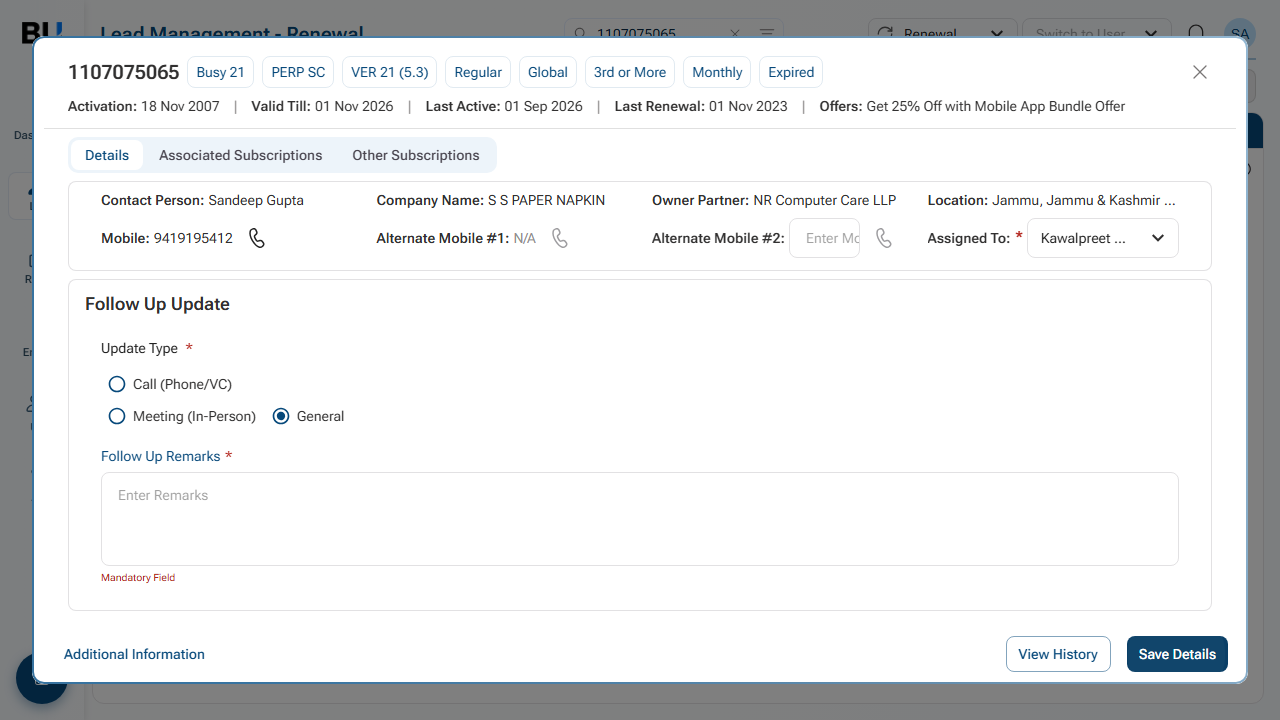 Lead Management - Renewal
1107075065
Renewal
Switch to User
SA
1107075065 Busy 21 PERP SC VER 21 (5.3) Regular Global 3rd or More Monthly Expired
Activation: 18 Nov 2007 | Valid Till: 01 Nov 2026 | Last Active: 01 Sep 2026 | Last Renewal: 01 Nov 2023 | Offers: Get 25% Off with Mobile App Bundle Offer
Details Associated Subscriptions Other Subscriptions
Contact Person: Sandeep Gupta Company Name: S S PAPER NAPKIN Owner Partner: NR Computer Care LLP Location: Jammu, Jammu & Kashmir ...
Mobile: 9419195412 Alternate Mobile #1: N/A Alternate Mobile #2: Enter Mo Assigned To: * Kawalpreet ...
Follow Up Update
Update Type *
Call (Phone/VC)
Meeting (In-Person) General
Follow Up Remarks *
Enter Remarks
Mandatory Field
Additional Information View History Save Details